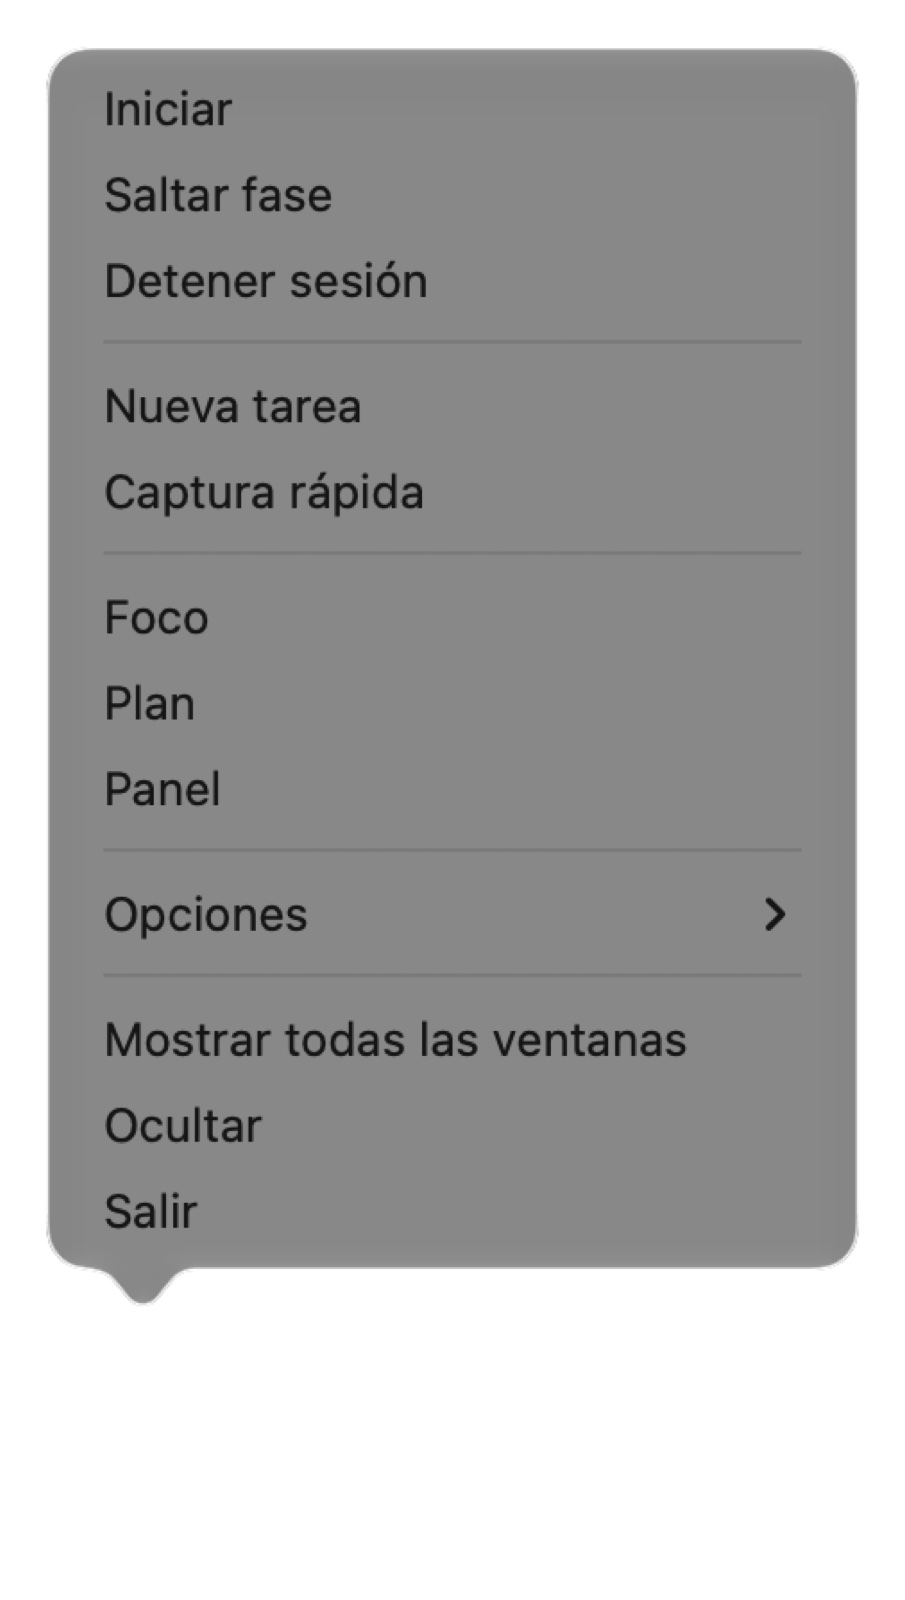 Iniciar
Saltar fase
Detener sesión
Nueva tarea
Captura rápida
Foco
Plan
Panel
Opciones
Mostrar todas las ventanas
Ocultar
Salir